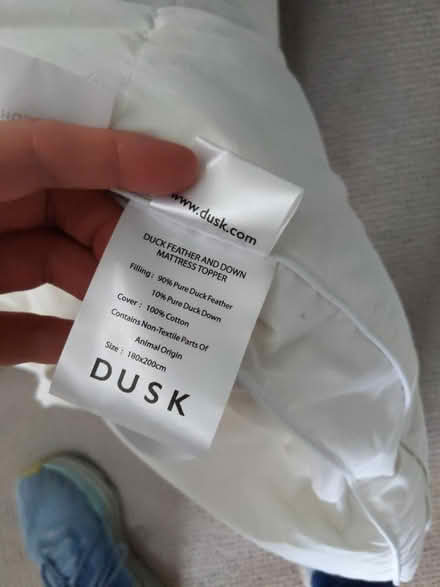 www.dusk.com
DUCK FEATHER AND DOWN
MATTRESS TOPPER
Filling : 90% Pure Duck Feather
10% Pure Duck Down
Cover : 100% Cotton
Contains Non-Textile Parts Of
Animal Origin
Size : 180x200cm
DUSK